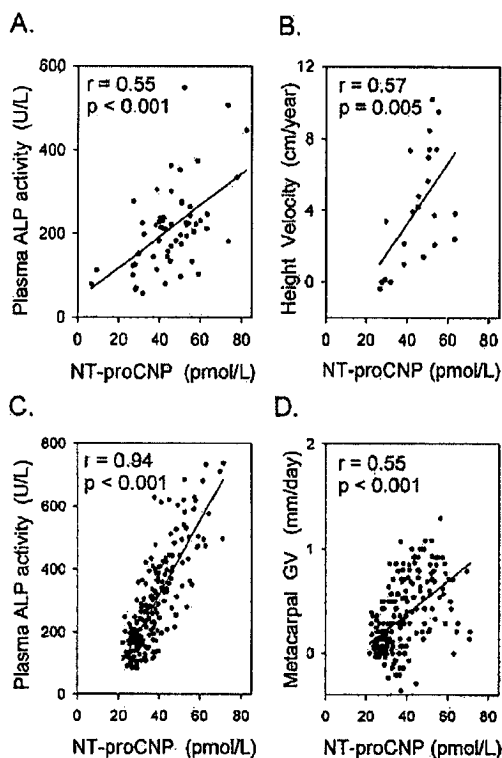 A.
r = 0.55
p < 0.001
Plasma ALP activity (U/L)
600
400
200
0
0 20 40 60 80
NT-proCNP (pmol/L)
B.
r = 0.57
p = 0.005
Height Velocity (cm/year)
12
8
4
0
0 20 40 60 80
NT-proCNP (pmol/L)
C.
r = 0.94
p < 0.001
Plasma ALP activity (U/L)
800
600
400
200
0
0 20 40 60 80
NT-proCNP (pmol/L)
D.
r = 0.55
p < 0.001
Metacarpal GV (mm/day)
2
1
0
0 20 40 60 80
NT-proCNP (pmol/L)